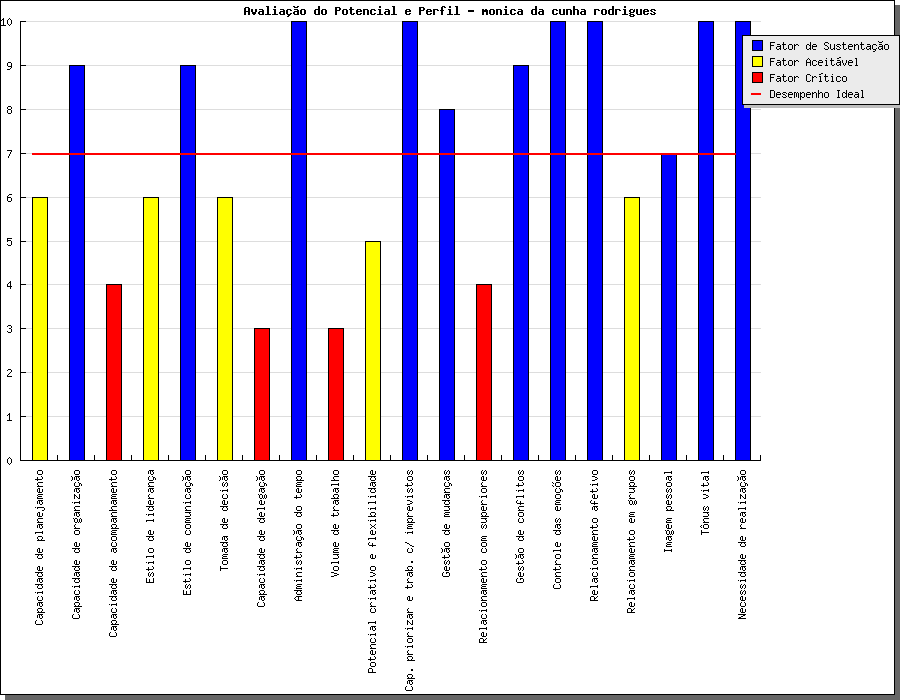 Avaliação do Potencial e Perfil - monica da cunha rodrigues
Fator de Sustentação
Fator Aceitável
Fator Crítico
Desempenho Ideal
10
9
8
7
6
5
4
3
2
1
0
Capacidade de planejamento
Capacidade de organização
Capacidade de acompanhamento
Estilo de liderança
Estilo de comunicação
Tomada de decisão
Capacidade de delegação
Administração do tempo
Volume de trabalho
Potencial criativo e flexibilidade
Cap. priorizar e trab. c/ imprevistos
Gestão de mudanças
Relacionamento com superiores
Gestão de conflitos
Controle das emoções
Relacionamento afetivo
Relacionamento em grupos
Imagem pessoal
Tônus vital
Necessidade de realização